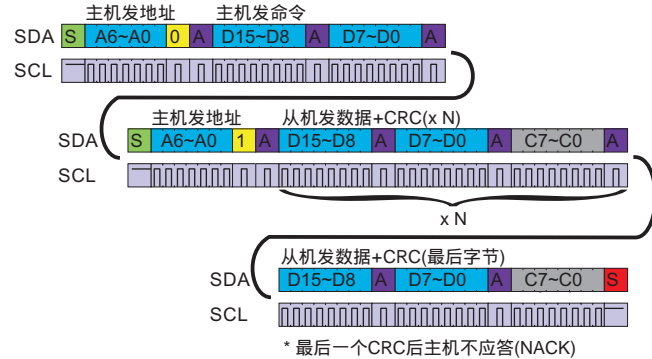 主机发地址 主机发命令
SDA S A6~A0 0 A D15~D8 A D7~D0 A
SCL
主机发地址 从机发数据+CRC(x N)
SDA S A6~A0 1 A D15~D8 A D7~D0 A C7~C0 A
SCL
x N
从机发数据+CRC(最后字节)
SDA D15~D8 A D7~D0 A C7~C0 S
SCL
* 最后一个CRC后主机不应答(NACK)